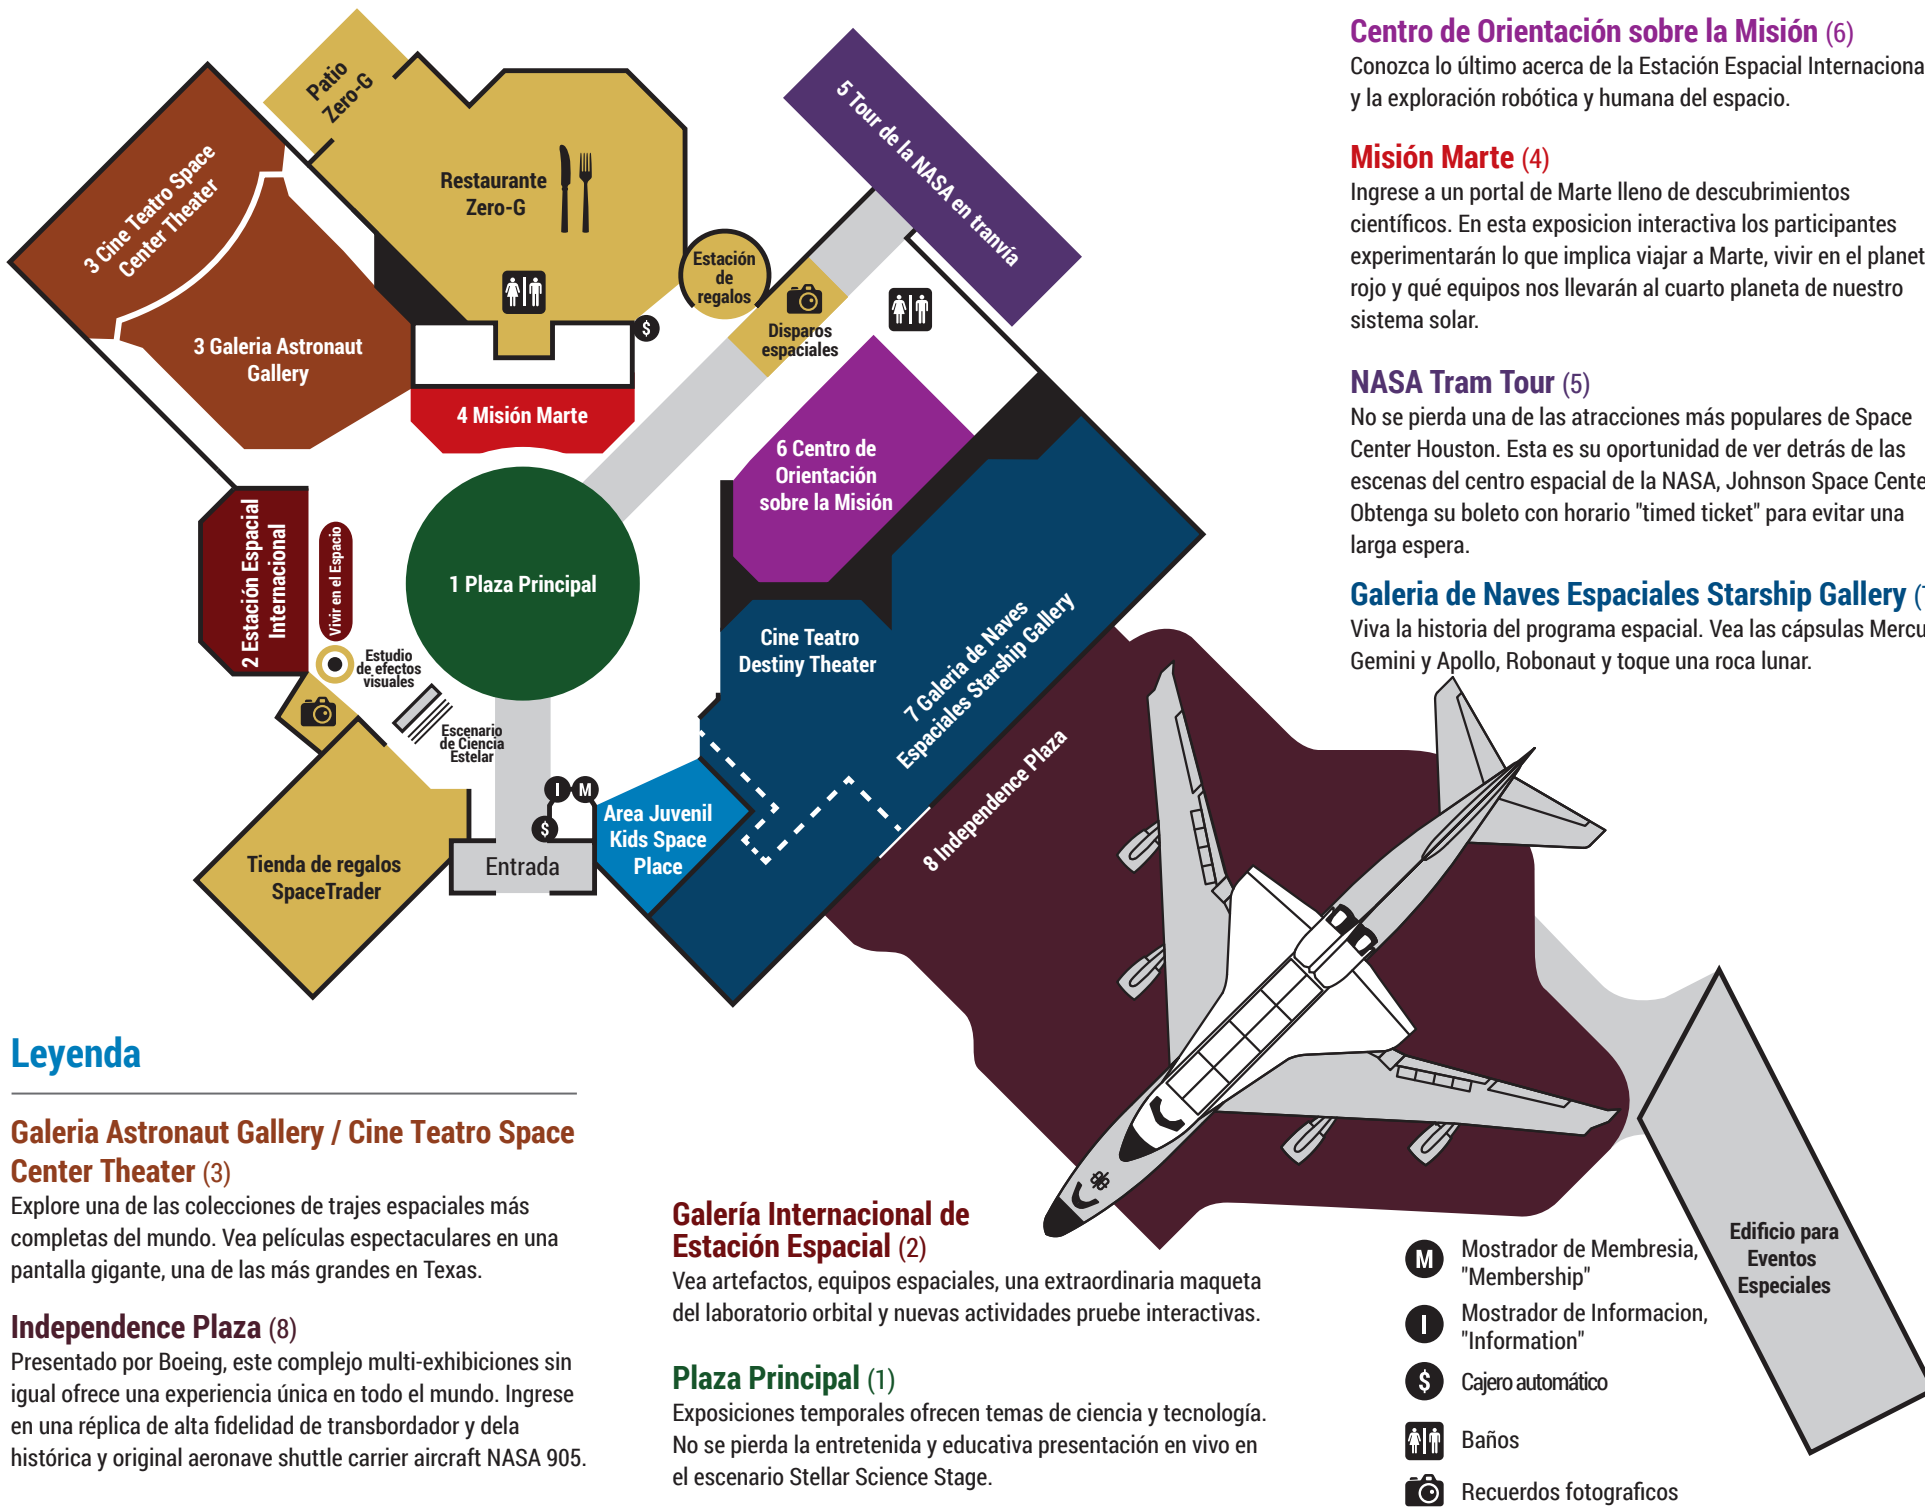 Patio
Zero-G
3 Cine Teatro Space
Center Theater
Restaurante
Zero-G
5 Tour de la NASA en tranvía
Estación
de
regalos
$
Disparos
espaciales
3 Galeria Astronaut
Gallery
4 Misión Marte
6 Centro de
Orientación
sobre la Misión
2 Estación Espacial
Internacional
Vivir en el Espacio
1 Plaza Principal
Estudio
de efectos
visuales
Escenario
de Ciencia
Estelar
Cine Teatro
Destiny Theater
7 Galeria de Naves
Espaciales Starship Gallery
8 Independence Plaza
I
M
$
Area Juvenil
Kids Space
Place
Entrada
Tienda de regalos
SpaceTrader
Edificio para
Eventos
Especiales
Centro de Orientación sobre la Misión (6)
Conozca lo último acerca de la Estación Espacial Internaciona
y la exploración robótica y humana del espacio.
Misión Marte (4)
Ingrese a un portal de Marte lleno de descubrimientos
científicos. En esta exposicion interactiva los participantes
experimentarán lo que implica viajar a Marte, vivir en el planet
rojo y qué equipos nos llevarán al cuarto planeta de nuestro
sistema solar.
NASA Tram Tour (5)
No se pierda una de las atracciones más populares de Space
Center Houston. Esta es su oportunidad de ver detrás de las
escenas del centro espacial de la NASA, Johnson Space Cente
Obtenga su boleto con horario "timed ticket" para evitar una
larga espera.
Galeria de Naves Espaciales Starship Gallery (
Viva la historia del programa espacial. Vea las cápsulas Mercu
Gemini y Apollo, Robonaut y toque una roca lunar.
Leyenda
Galeria Astronaut Gallery / Cine Teatro Space
Center Theater (3)
Explore una de las colecciones de trajes espaciales más
completas del mundo. Vea películas espectaculares en una
pantalla gigante, una de las más grandes en Texas.
Independence Plaza (8)
Presentado por Boeing, este complejo multi-exhibiciones sin
igual ofrece una experiencia única en todo el mundo. Ingrese
en una réplica de alta fidelidad de transbordador y dela
histórica y original aeronave shuttle carrier aircraft NASA 905.
Galería Internacional de
Estación Espacial (2)
Vea artefactos, equipos espaciales, una extraordinaria maqueta
del laboratorio orbital y nuevas actividades pruebe interactivas.
Plaza Principal (1)
Exposiciones temporales ofrecen temas de ciencia y tecnología.
No se pierda la entretenida y educativa presentación en vivo en
el escenario Stellar Science Stage.
M Mostrador de Membresia,
"Membership"
I Mostrador de Informacion,
"Information"
$ Cajero automático
Baños
Recuerdos fotograficos